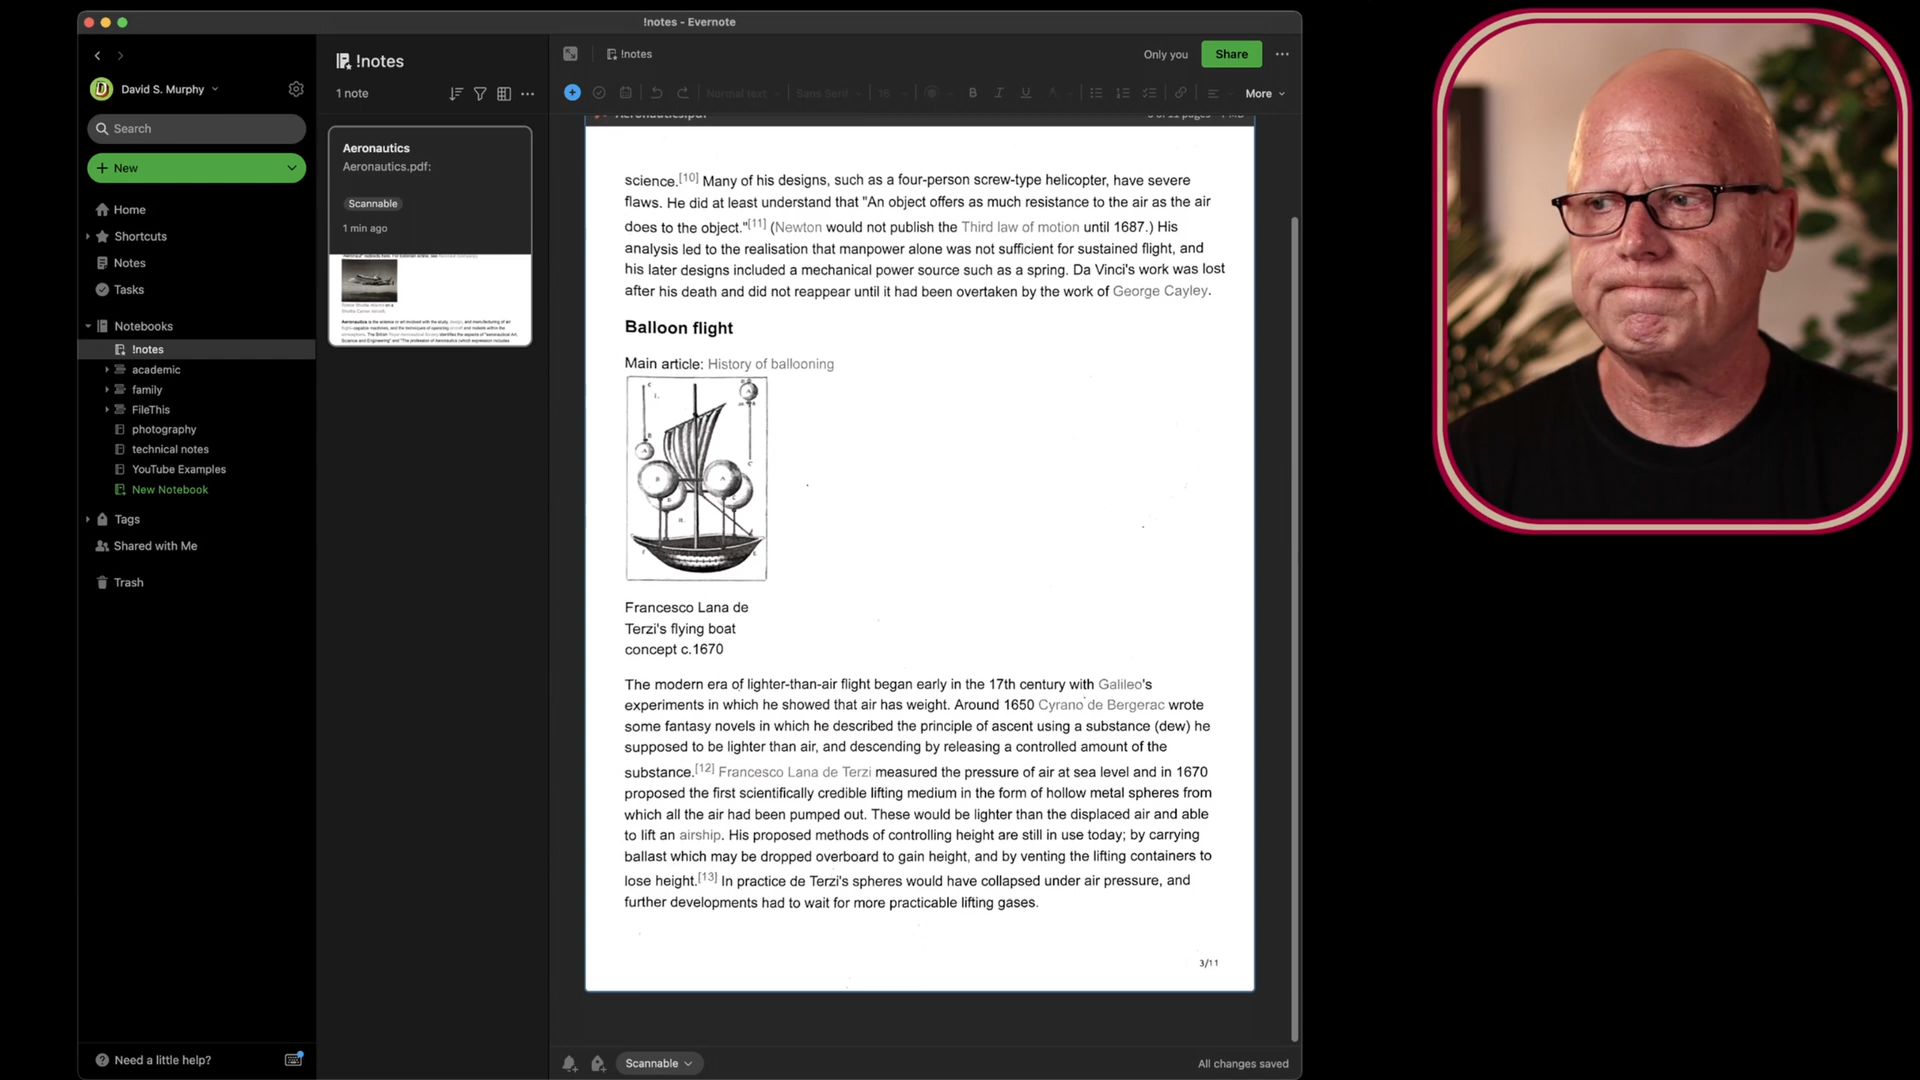 !notes - Evernote
David S. Murphy
Search
New
Home
Shortcuts
Notes
Tasks
Notebooks
!notes
academic
family
FileThis
photography
technical notes
YouTube Examples
New Notebook
Tags
Shared with Me
Trash
Need a little help?
!notes
1 note
Aeronautics
Aeronautics.pdf:
Scannable
1 min ago
!notes
Only you
Share
Normal text
Sans Serif
B I U A
More
science.[10] Many of his designs, such as a four-person screw-type helicopter, have severe
flaws. He did at least understand that "An object offers as much resistance to the air as the air
does to the object."[11] (Newton would not publish the Third law of motion until 1687.) His
analysis led to the realisation that manpower alone was not sufficient for sustained flight, and
his later designs included a mechanical power source such as a spring. Da Vinci's work was lost
after his death and did not reappear until it had been overtaken by the work of George Cayley.
Balloon flight
Main article: History of ballooning
Francesco Lana de
Terzi's flying boat
concept c.1670
The modern era of lighter-than-air flight began early in the 17th century with Galileo's
experiments in which he showed that air has weight. Around 1650 Cyrano de Bergerac wrote
some fantasy novels in which he described the principle of ascent using a substance (dew) he
supposed to be lighter than air, and descending by releasing a controlled amount of the
substance.[12] Francesco Lana de Terzi measured the pressure of air at sea level and in 1670
proposed the first scientifically credible lifting medium in the form of hollow metal spheres from
which all the air had been pumped out. These would be lighter than the displaced air and able
to lift an airship. His proposed methods of controlling height are still in use today; by carrying
ballast which may be dropped overboard to gain height, and by venting the lifting containers to
lose height.[13] In practice de Terzi's spheres would have collapsed under air pressure, and
further developments had to wait for more practicable lifting gases.
3/11
Scannable
All changes saved